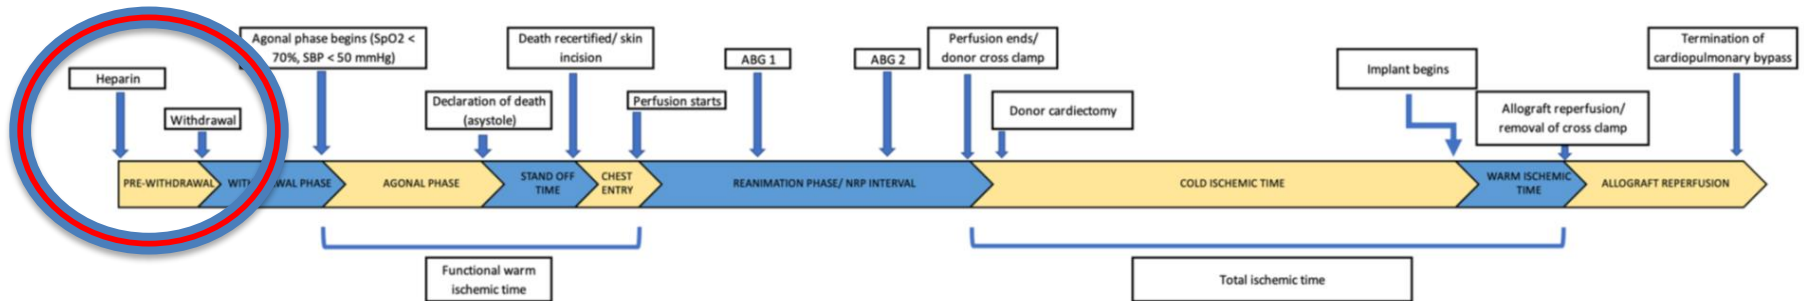 Heparin
Withdrawal
Agonal phase begins (SpO2 <
70%, SBP < 50 mmHg)
Declaration of death
(asystole)
Death recertified/ skin
incision
Perfusion starts
ABG 1
ABG 2
Perfusion ends/
donor cross clamp
Donor cardiectomy
Implant begins
Allograft reperfusion/
removal of cross clamp
Termination of
cardiopulmonary bypass
PRE-WITHDRAWAL
PHASE
AGONAL PHASE
STAND OFF
TIME
CHEST
ENTRY
REANIMATION PHASE/ NRP INTERVAL
COLD ISCHEMIC TIME
WARM ISCHEMIC
TIME
ALLOGRAFT REPERFUSION
Functional warm
ischemic time
Total ischemic time